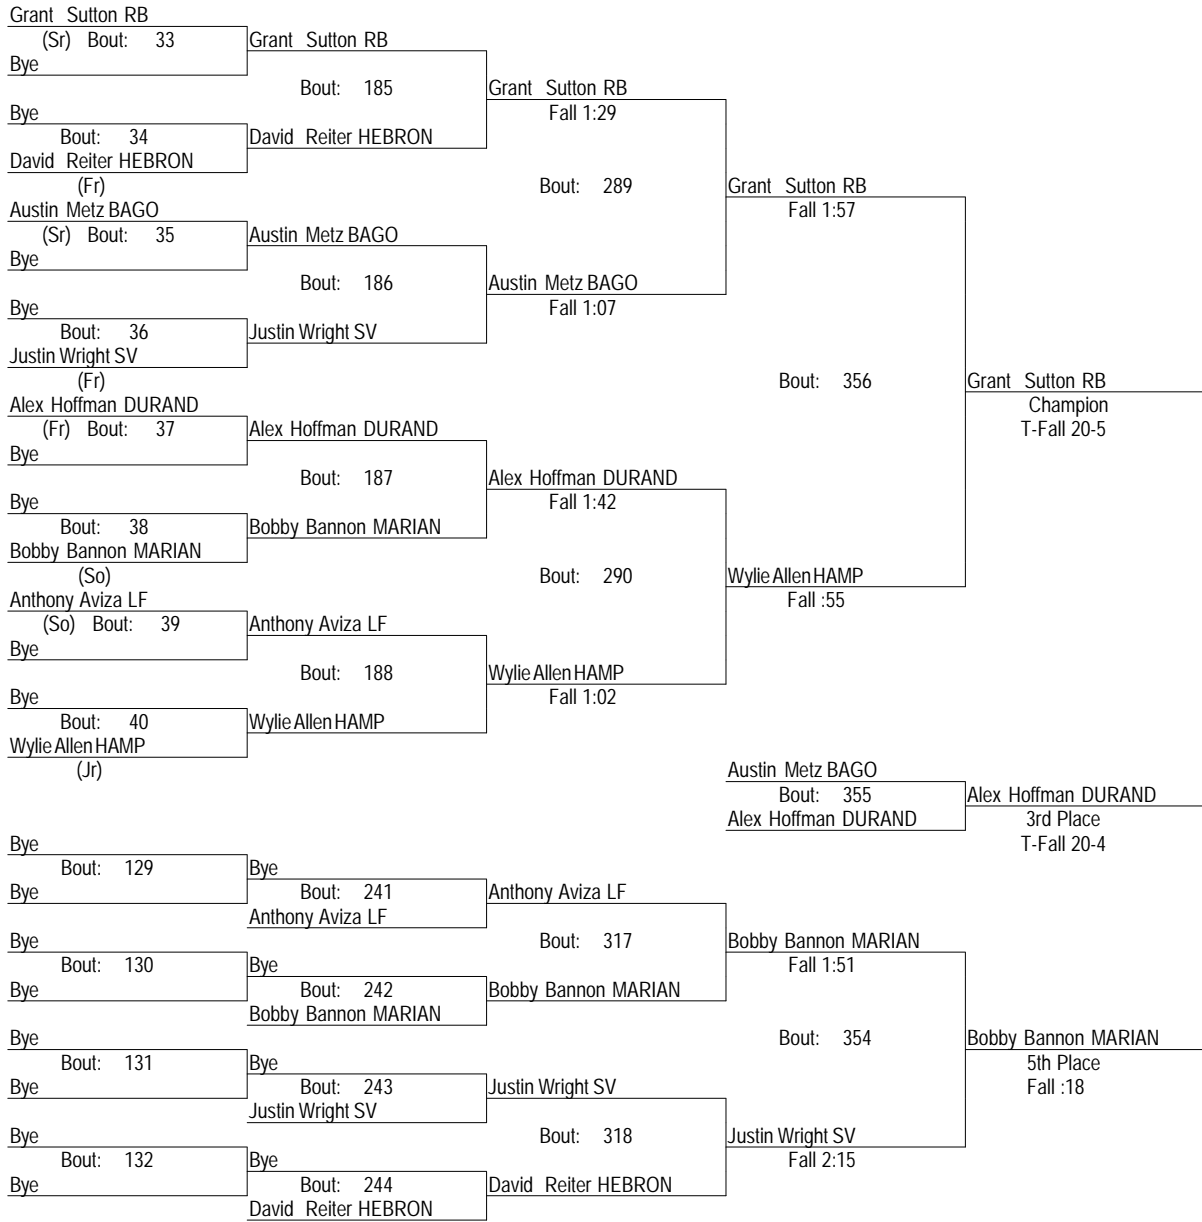 Grant Sutton RB
(Sr) Bout: 33
Grant Sutton RB
Bye
Bout: 185
Grant Sutton RB
Bye
Fall 1:29
Bout: 34
David Reiter HEBRON
David Reiter HEBRON
(Fr)
Bout: 289
Grant Sutton RB
Austin Metz BAGO
Fall 1:57
(Sr) Bout: 35
Austin Metz BAGO
Bye
Bout: 186
Austin Metz BAGO
Bye
Fall 1:07
Bout: 36
Justin Wright SV
Justin Wright SV
(Fr)
Bout: 356
Grant Sutton RB
Alex Hoffman DURAND
Champion
(Fr) Bout: 37
Alex Hoffman DURAND
T-Fall 20-5
Bye
Bout: 187
Alex Hoffman DURAND
Bye
Fall 1:42
Bout: 38
Bobby Bannon MARIAN
Bobby Bannon MARIAN
(So)
Bout: 290
Wylie Allen HAMP
Anthony Aviza LF
Fall :55
(So) Bout: 39
Anthony Aviza LF
Bye
Bout: 188
Wylie Allen HAMP
Bye
Fall 1:02
Bout: 40
Wylie Allen HAMP
Wylie Allen HAMP
(Jr)
Austin Metz BAGO
Bout: 355
Alex Hoffman DURAND
Alex Hoffman DURAND
3rd Place
T-Fall 20-4
Bye
Bout: 129
Bye
Bye
Bout: 241
Anthony Aviza LF
Anthony Aviza LF
Bye
Bout: 317
Bobby Bannon MARIAN
Bout: 130
Bye
Fall 1:51
Bye
Bout: 242
Bobby Bannon MARIAN
Bobby Bannon MARIAN
Bye
Bout: 354
Bobby Bannon MARIAN
Bout: 131
Bye
5th Place
Bye
Bout: 243
Justin Wright SV
Fall :18
Justin Wright SV
Bye
Bout: 318
Justin Wright SV
Bout: 132
Bye
Fall 2:15
Bye
Bout: 244
David Reiter HEBRON
David Reiter HEBRON